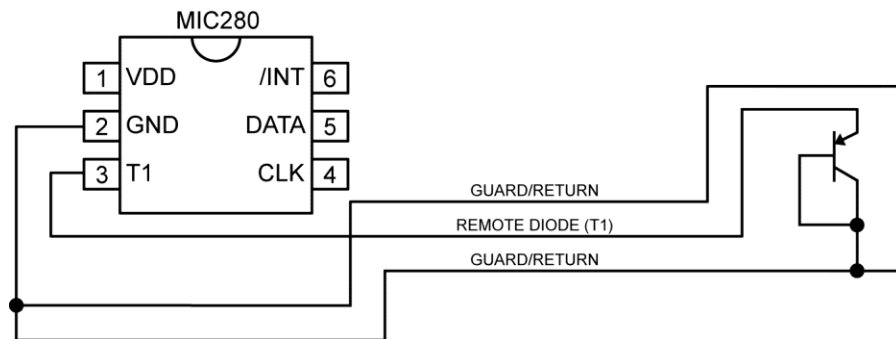 MIC280
1 VDD /INT 6
2 GND DATA 5
3 T1 CLK 4
GUARD/RETURN
REMOTE DIODE (T1)
GUARD/RETURN